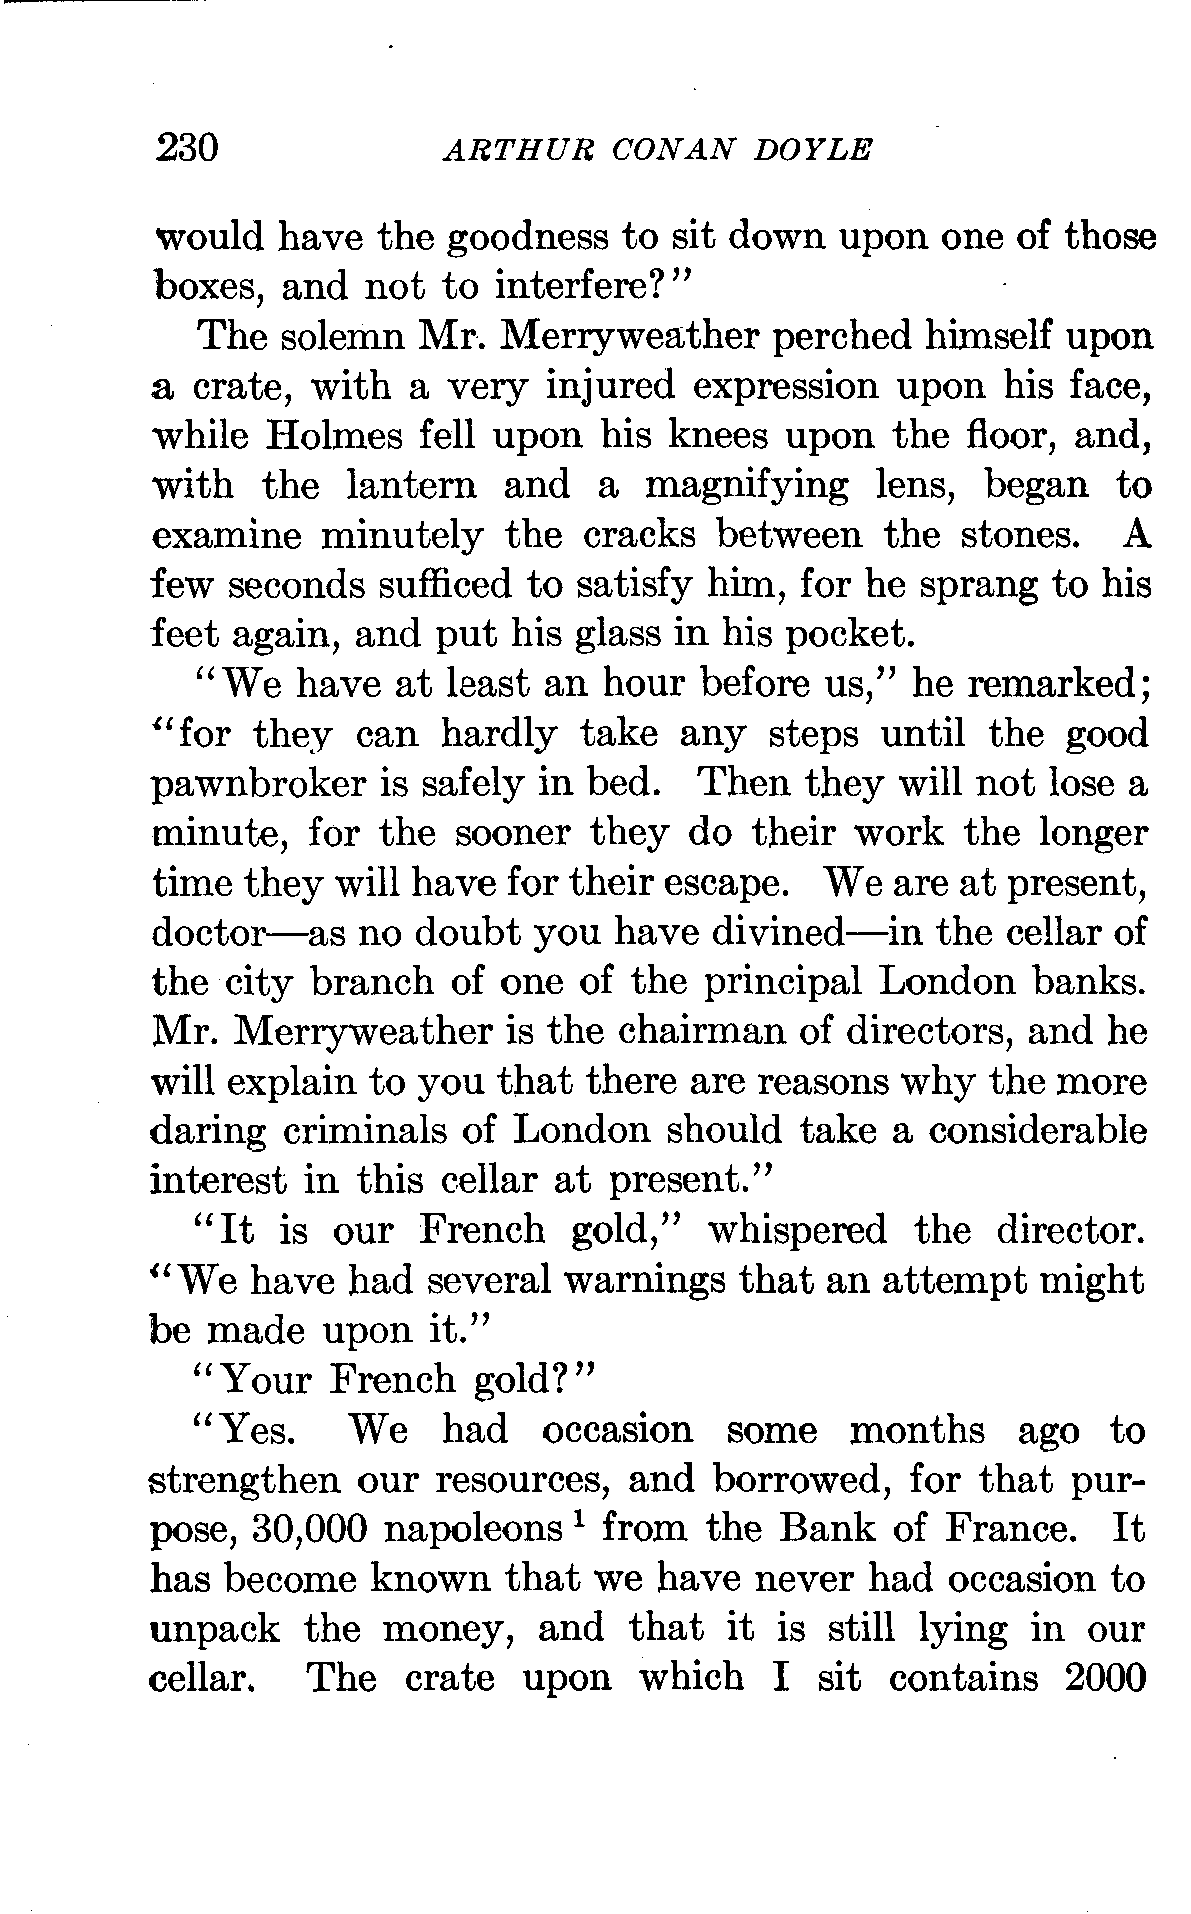 230 ARTHUR CONAN DOYLE
would have the goodness to sit down upon one of those
boxes, and not to interfere?"
The solemn Mr. Merryweather perched himself upon
a crate, with a very injured expression upon his face,
while Holmes fell upon his knees upon the floor, and,
with the lantern and a magnifying lens, began to
examine minutely the cracks between the stones. A
few seconds sufficed to satisfy him, for he sprang to his
feet again, and put his glass in his pocket.
"We have at least an hour before us," he remarked;
"for they can hardly take any steps until the good
pawnbroker is safely in bed. Then they will not lose a
minute, for the sooner they do their work the longer
time they will have for their escape. We are at present,
doctor—as no doubt you have divined—in the cellar of
the city branch of one of the principal London banks.
Mr. Merryweather is the chairman of directors, and he
will explain to you that there are reasons why the more
daring criminals of London should take a considerable
interest in this cellar at present."
"It is our French gold," whispered the director.
"We have had several warnings that an attempt might
be made upon it."
"Your French gold?"
"Yes. We had occasion some months ago to
strengthen our resources, and borrowed, for that pur-
pose, 30,000 napoleons ¹ from the Bank of France. It
has become known that we have never had occasion to
unpack the money, and that it is still lying in our
cellar. The crate upon which I sit contains 2000